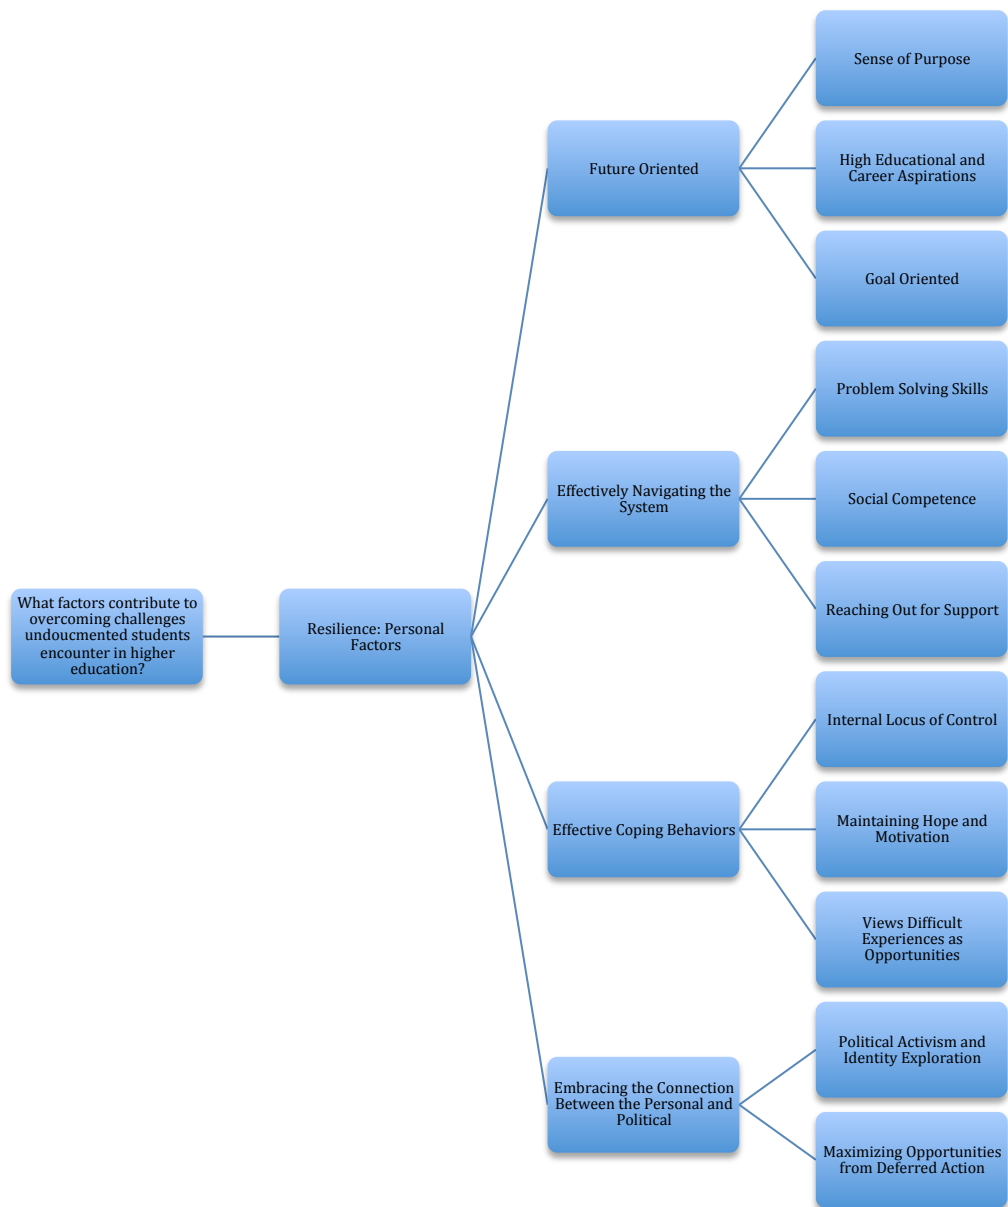 What factors contribute to
overcoming challenges
undoucmented students
encounter in higher
education?
Resilience: Personal
Factors
Future Oriented
Sense of Purpose
High Educational and
Career Aspirations
Goal Oriented
Effectively Navigating the
System
Problem Solving Skills
Social Competence
Reaching Out for Support
Effective Coping Behaviors
Internal Locus of Control
Maintaining Hope and
Motivation
Views Difficult
Experiences as
Opportunities
Embracing the Connection
Between the Personal and
Political
Political Activism and
Identity Exploration
Maximizing Opportunities
from Deferred Action